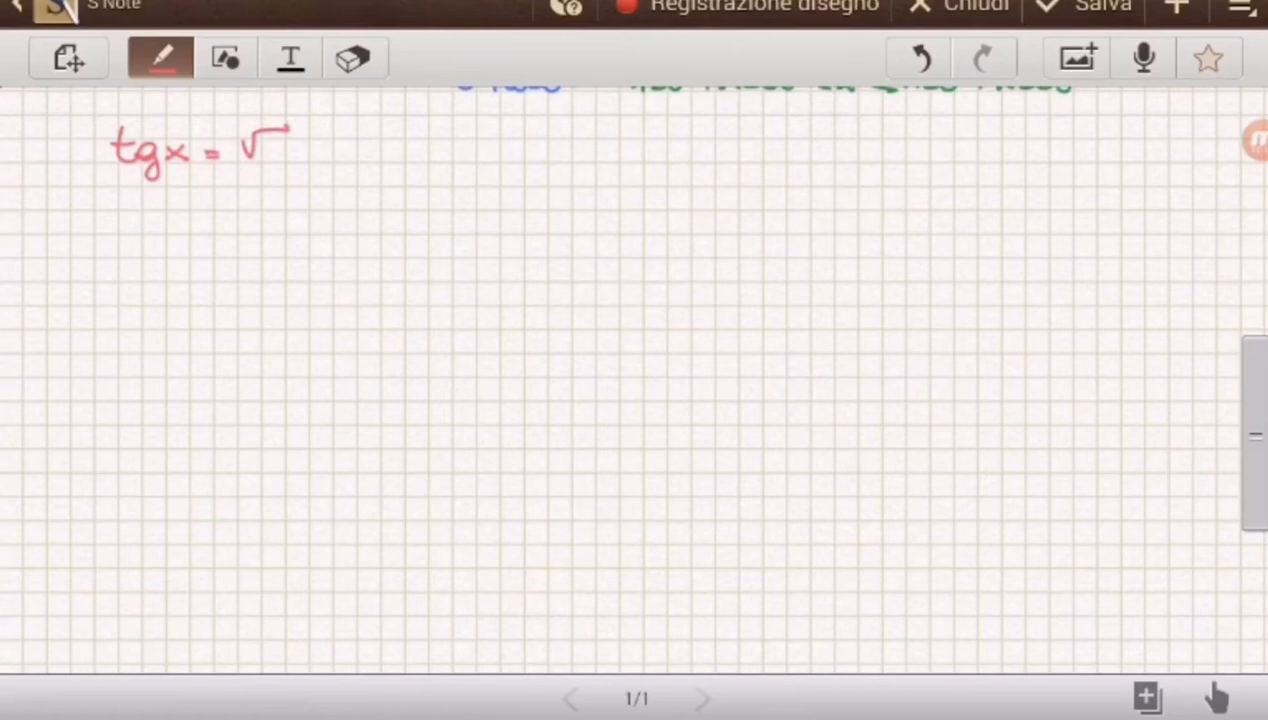 S Note
Registrazione disegno
Chiudi
Salva
T
tgx = √
1/1